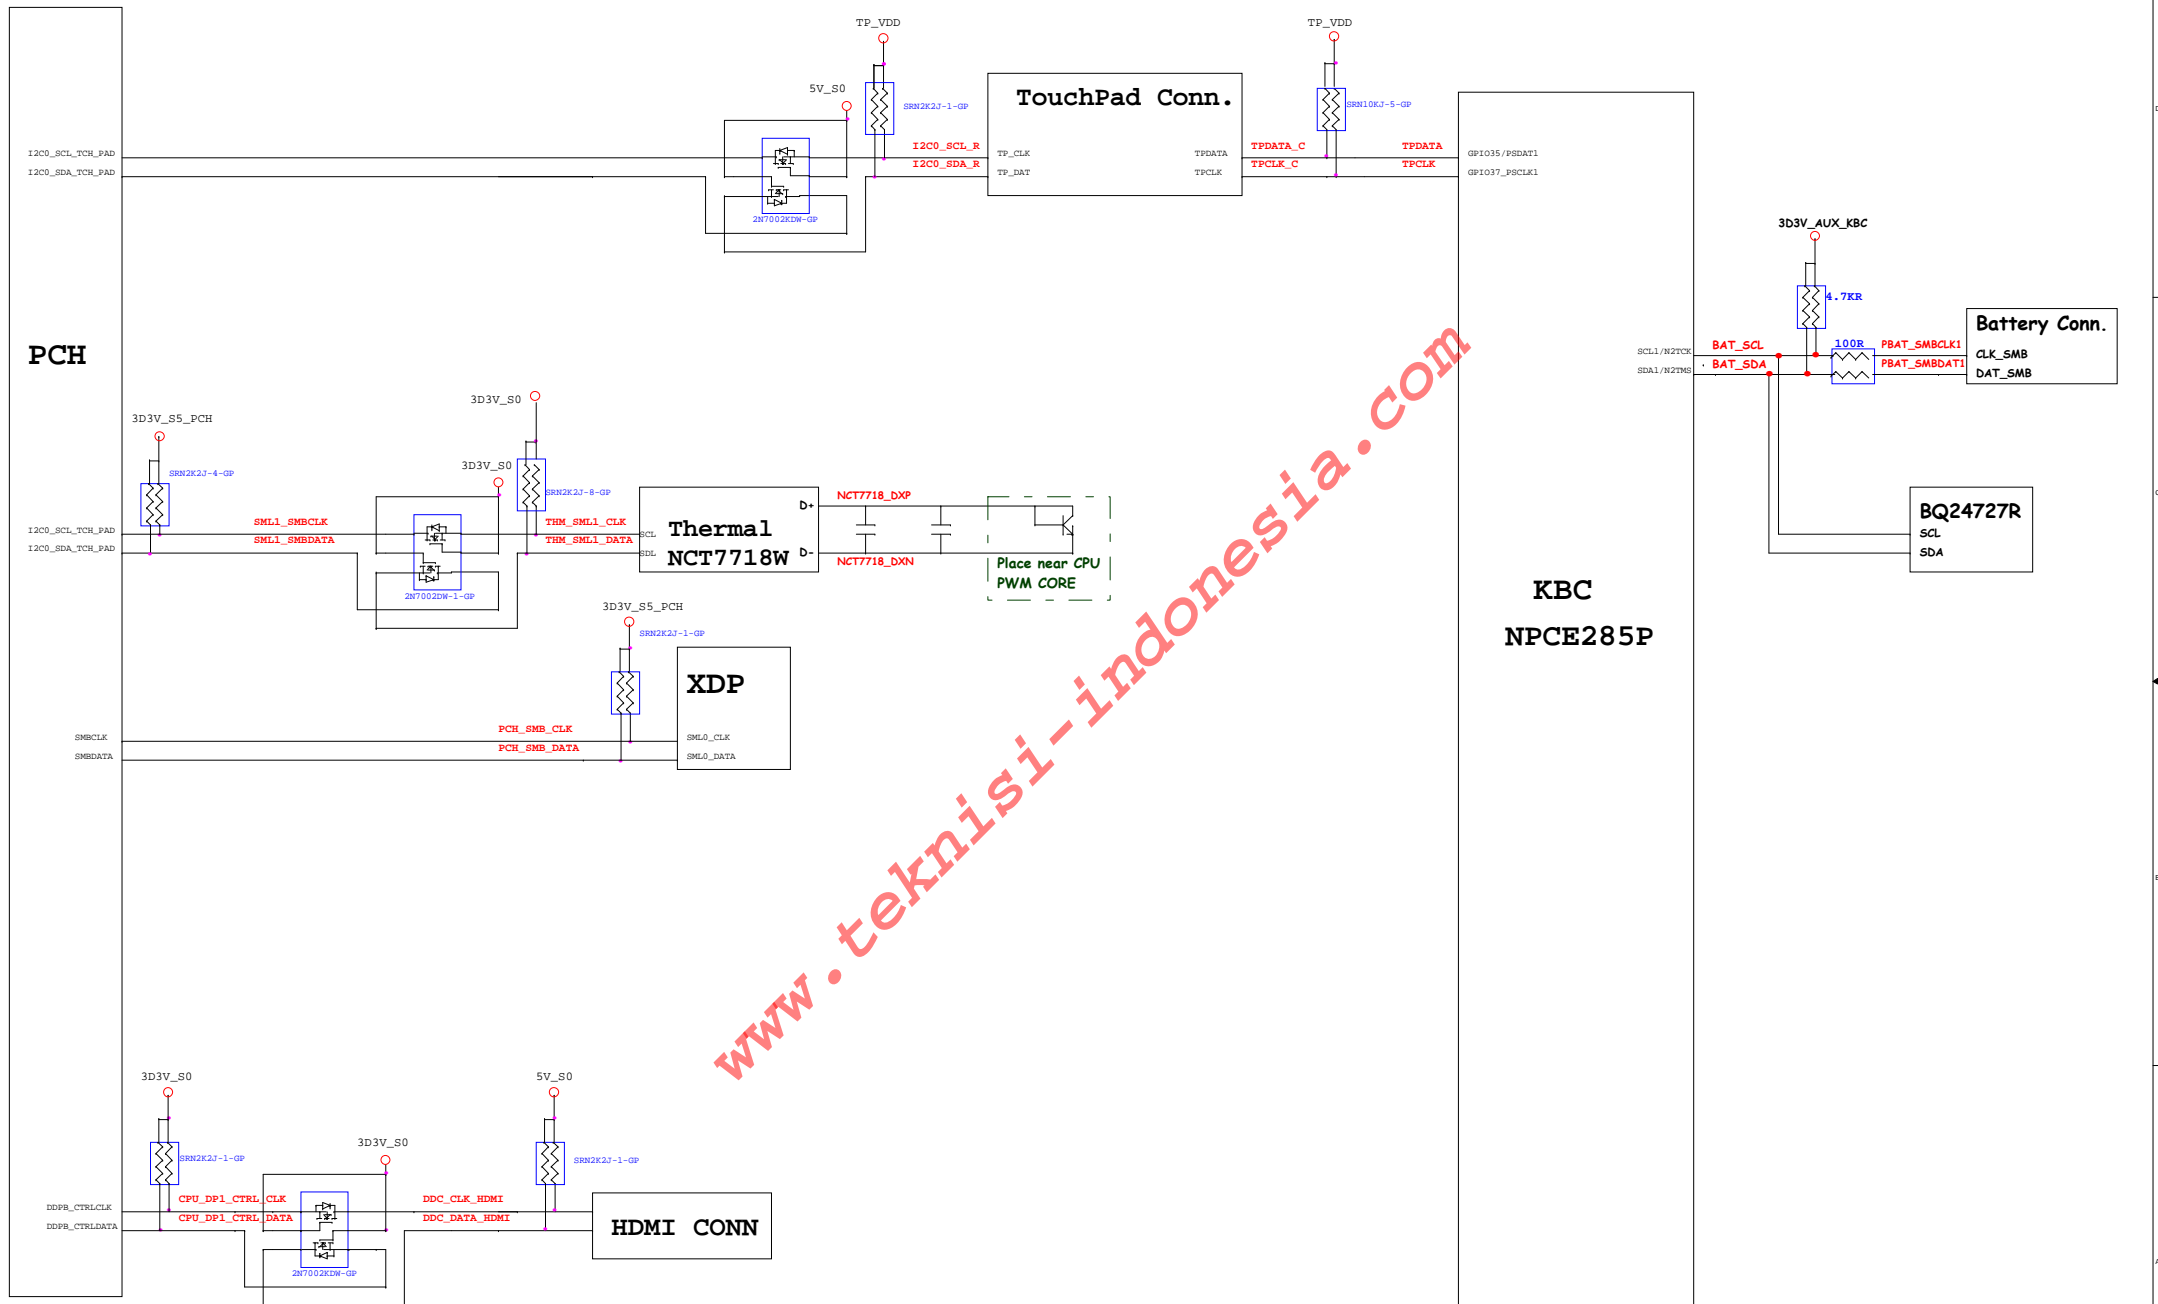 TP_VDD
TP_VDD
5V_S0
SRN2K2J-1-GP
TouchPad Conn.
SRN10KJ-5-GP
I2C0_SCL_TCH_PAD
I2C0_SDA_TCH_PAD
I2C0_SCL_R
I2C0_SDA_R
TP_CLK
TP_DAT
TPDATA
TPCLK
TPDATA_C
TPCLK_C
TPDATA
TPCLK
GPIO35/PSDAT1
GPIO37_PSCLK1
2N7002KDW-GP
3D3V_AUX_KBC
4.7KR
Battery Conn.
PCH
SCL1/N2TCK
SDA1/N2TMS
BAT_SCL
BAT_SDA
100R
PBAT_SMBCLK1
PBAT_SMBDAT1
CLK_SMB
DAT_SMB
3D3V_S0
3D3V_S5_PCH
3D3V_S0
SRN2K2J-4-GP
SRN2K2J-8-GP
I2C0_SCL_TCH_PAD
I2C0_SDA_TCH_PAD
SML1_SMBCLK
SML1_SMBDATA
THM_SML1_CLK
THM_SML1_DATA
SCL
SDL
Thermal
NCT7718W
D+
D-
NCT7718_DXP
NCT7718_DXN
Place near CPU
PWM CORE
BQ24727R
SCL
SDA
2N7002DW-1-GP
KBC
NPCE285P
3D3V_S5_PCH
SRN2K2J-1-GP
XDP
SMBCLK
SMBDATA
PCH_SMB_CLK
PCH_SMB_DATA
SML0_CLK
SML0_DATA
www.teknisi-indonesia.com
3D3V_S0
5V_S0
3D3V_S0
SRN2K2J-1-GP
SRN2K2J-1-GP
DDPB_CTRLCLK
DDPB_CTRLDATA
CPU_DP1_CTRL_CLK
CPU_DP1_CTRL_DATA
DDC_CLK_HDMI
DDC_DATA_HDMI
HDMI CONN
2N7002KDW-GP